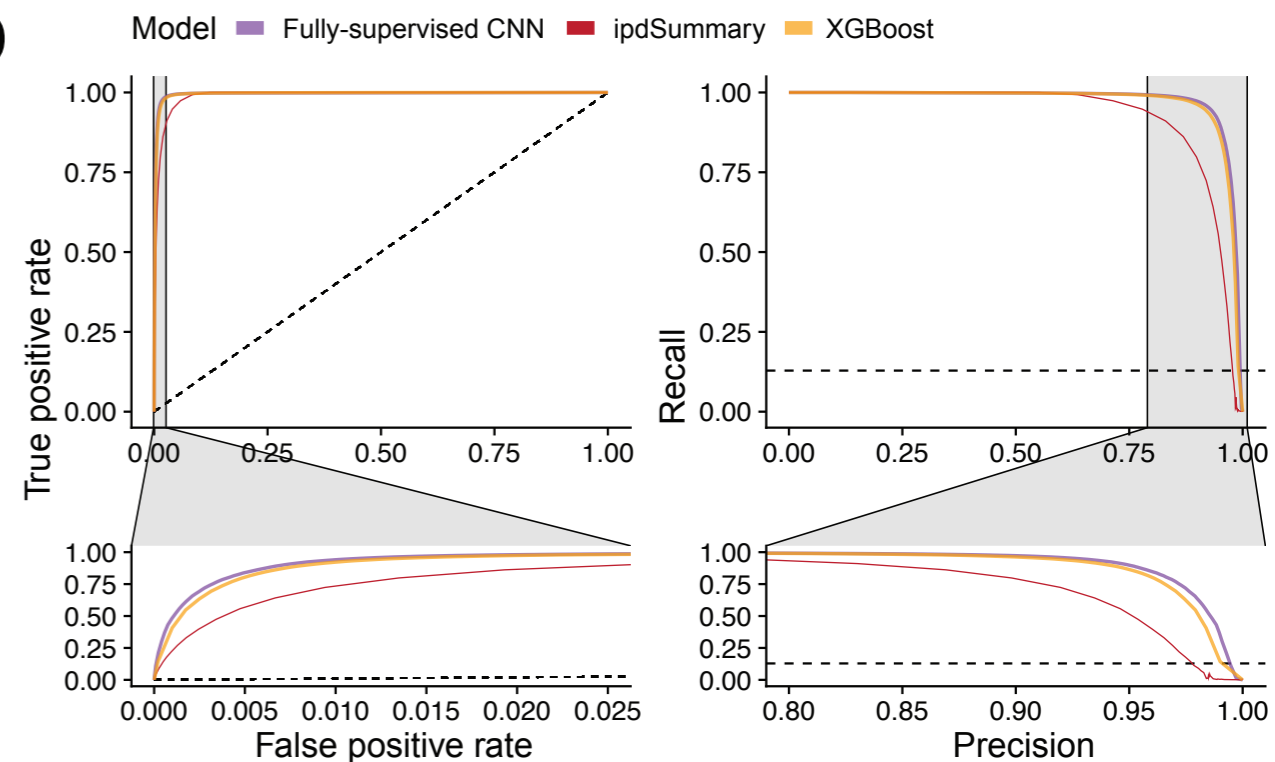 Model Fully-supervised CNN ipdSummary XGBoost
True positive rate
1.00
0.75
0.50
0.25
0.00
0.00 0.25 0.50 0.75 1.00
1.00
0.75
0.50
0.25
0.00
0.000 0.005 0.010 0.015 0.020 0.025
False positive rate
Recall
1.00
0.75
0.50
0.25
0.00
0.00 0.25 0.50 0.75 1.00
1.00
0.75
0.50
0.25
0.00
0.80 0.85 0.90 0.95 1.00
Precision